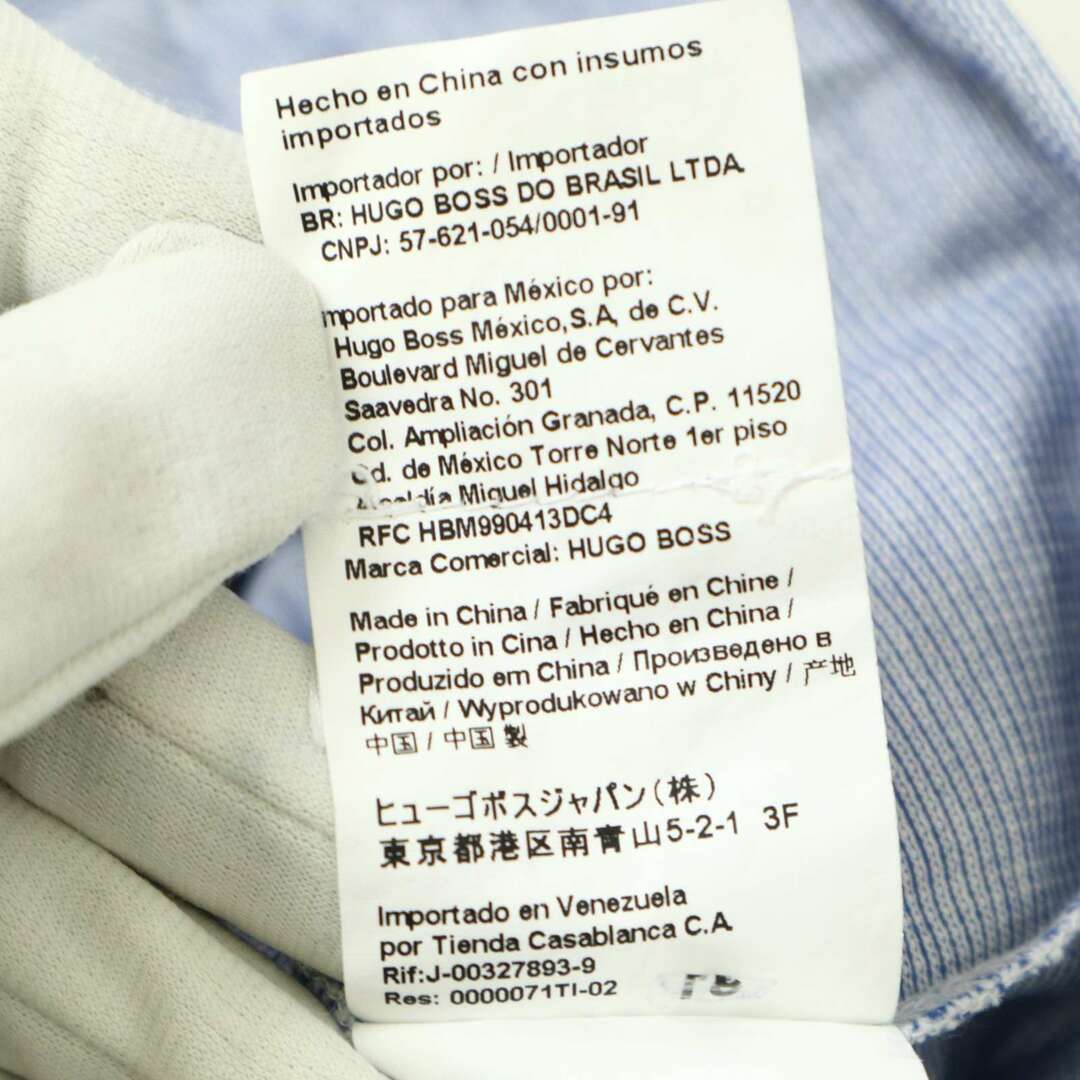 Hecho en China con insumos
importados
Importador por: / Importador
BR: HUGO BOSS DO BRASIL LTDA.
CNPJ: 57-621-054/0001-91
mportado para México por:
Hugo Boss México,S.A, de C.V.
Boulevard Miguel de Cervantes
Saavedra No. 301
Col. Ampliación Granada, C.P. 11520
Cd. de México Torre Norte 1er piso
Alcaldía Miguel Hidalgo
RFC HBM990413DC4
Marca Comercial: HUGO BOSS
Made in China / Fabriqué en Chine /
Prodotto in Cina / Hecho en China /
Produzido em China / Произведено в
Китай / Wyprodukowano w Chiny / 产地
中国 / 中国 製
ヒューゴボスジャパン(株)
東京都港区南青山5-2-1 3F
Importado en Venezuela
por Tienda Casablanca C.A.
Rif:J-00327893-9
Res: 0000071TI-02